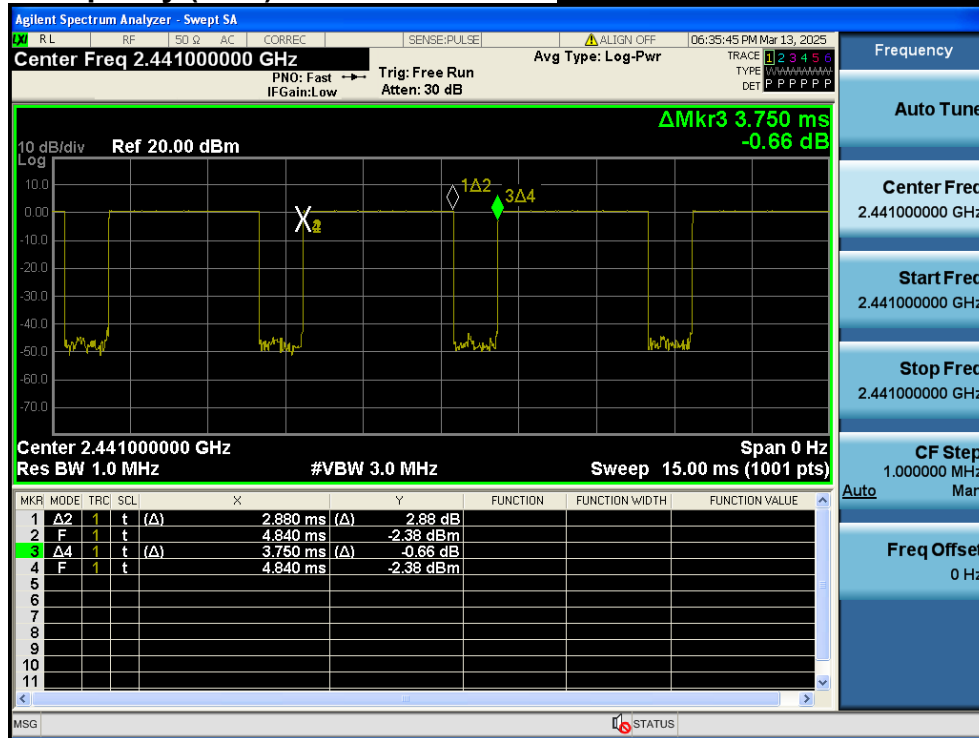 Agilent Spectrum Analyzer - Swept SA
LXI RL RF 50 Ω AC CORREC SENSE:PULSE ALIGN OFF 06:35:45 PM Mar 13, 2025
Center Freq 2.441000000 GHz
PNO: Fast
IFGain:Low
Trig: Free Run
Atten: 30 dB
Avg Type: Log-Pwr
TRACE 1 2 3 4 5 6
TYPE
DET P P P P P P
ΔMkr3 3.750 ms
-0.66 dB
10 dB/div Ref 20.00 dBm
Log
10.0
0.00
-10.0
-20.0
-30.0
-40.0
-50.0
-60.0
-70.0
1Δ2
3Δ4
Center 2.441000000 GHz Span 0 Hz
Res BW 1.0 MHz #VBW 3.0 MHz Sweep 15.00 ms (1001 pts)
MKR MODE TRC SCL X Y FUNCTION FUNCTION WIDTH FUNCTION VALUE
1 Δ2 1 t (Δ) 2.880 ms (Δ) 2.88 dB
2 F 1 t 4.840 ms -2.38 dBm
3 Δ4 1 t (Δ) 3.750 ms (Δ) -0.66 dB
4 F 1 t 4.840 ms -2.38 dBm
5
6
7
8
9
10
11
MSG STATUS
Frequency
Auto Tune
Center Freq
2.441000000 GHz
Start Freq
2.441000000 GHz
Stop Freq
2.441000000 GHz
CF Step
1.000000 MHz
Auto Man
Freq Offset
0 Hz